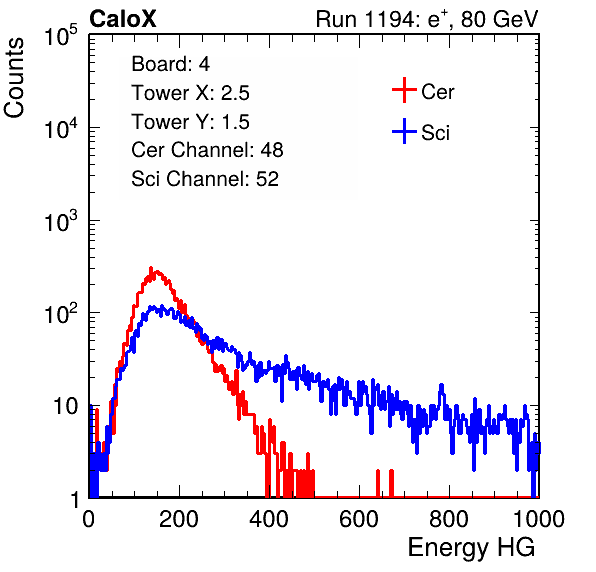 CaloX Run 1194: e⁺, 80 GeV
Counts
10⁵
10⁴
10³
10²
10
1
Board: 4
Tower X: 2.5
Tower Y: 1.5
Cer Channel: 48
Sci Channel: 52
Cer
Sci
0 200 400 600 800 1000
Energy HG